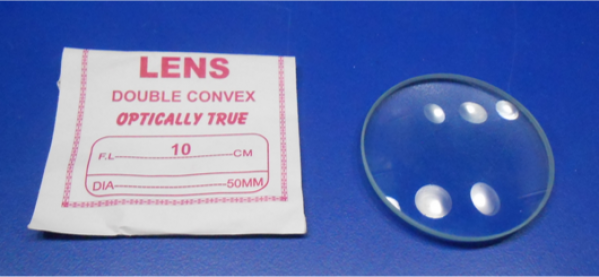 LENS
DOUBLE CONVEX
OPTICALLY TRUE
F.L 10 CM
DIA 50MM